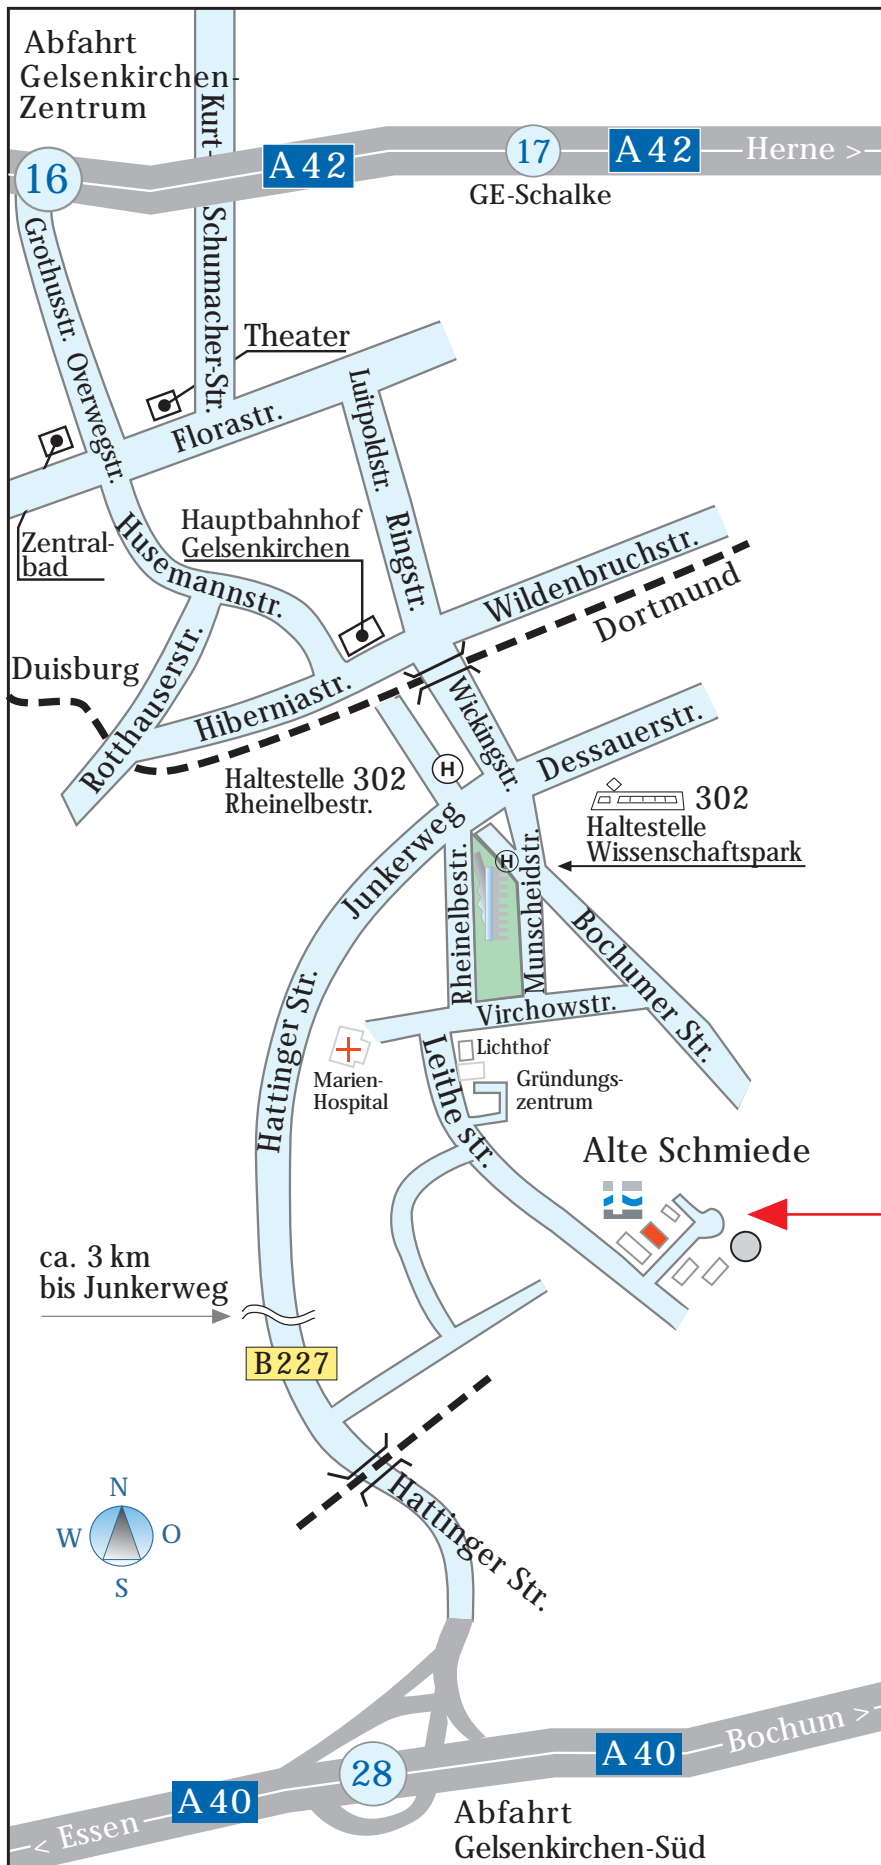 Abfahrt
Gelsenkirchen-
Zentrum
Kurt-Schumacher-Str.
16
A 42
17
A 42
Herne >
GE-Schalke
Grothusstr.
Overwegstr.
Theater
Florastr.
Luitpoldstr.
Ringstr.
Zentral-
bad
Husemannstr.
Hauptbahnhof
Gelsenkirchen
Wildenbruchstr.
Dortmund
Duisburg
Rotthauserstr.
Hiberniastr.
Wickingstr.
Dessauerstr.
H
Haltestelle 302
Rheinelbestr.
302
Haltestelle
Wissenschaftspark
Junkerweg
H
Rheinelbestr.
Munscheidstr.
Bochumer Str.
Hattinger Str.
Virchowstr.
Marien-
Hospital
Leithe str.
Lichthof
Gründungs-
zentrum
Alte Schmiede
ca. 3 km
bis Junkerweg
B 227
Hattinger Str.
N
W O
S
28
A 40
Bochum >
A 40
< Essen
Abfahrt
Gelsenkirchen-Süd